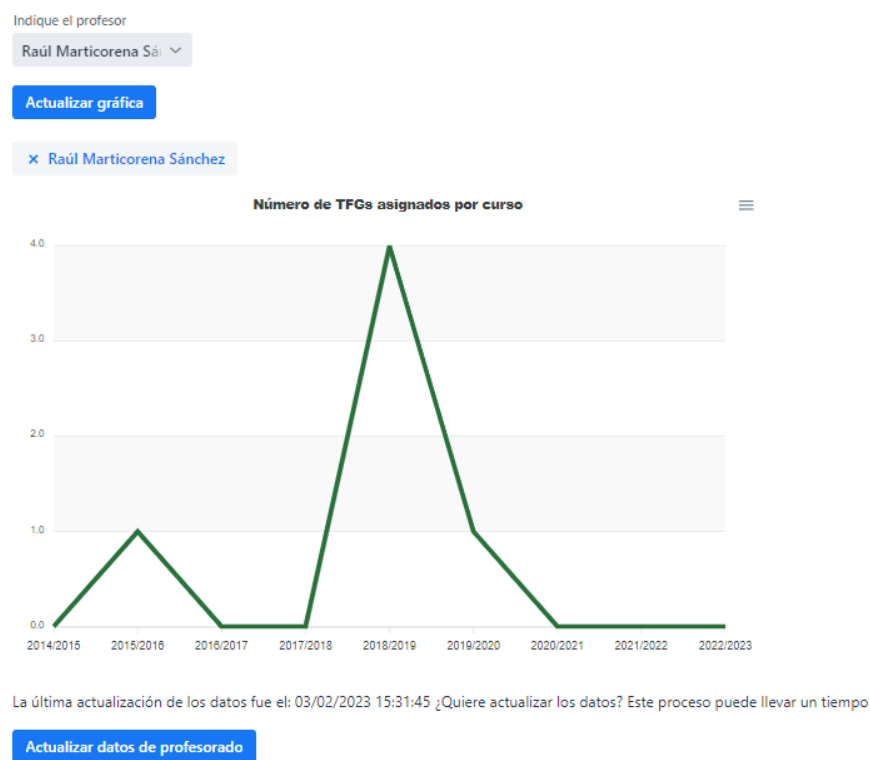 Indique el profesor
Raúl Marticorena Sá
Actualizar gráfica
× Raúl Marticorena Sánchez
Número de TFGs asignados por curso
4.0
3.0
2.0
1.0
0.0
2014/2015 2015/2016 2016/2017 2017/2018 2018/2019 2019/2020 2020/2021 2021/2022 2022/2023
La última actualización de los datos fue el: 03/02/2023 15:31:45 ¿Quiere actualizar los datos? Este proceso puede llevar un tiempo
Actualizar datos de profesorado